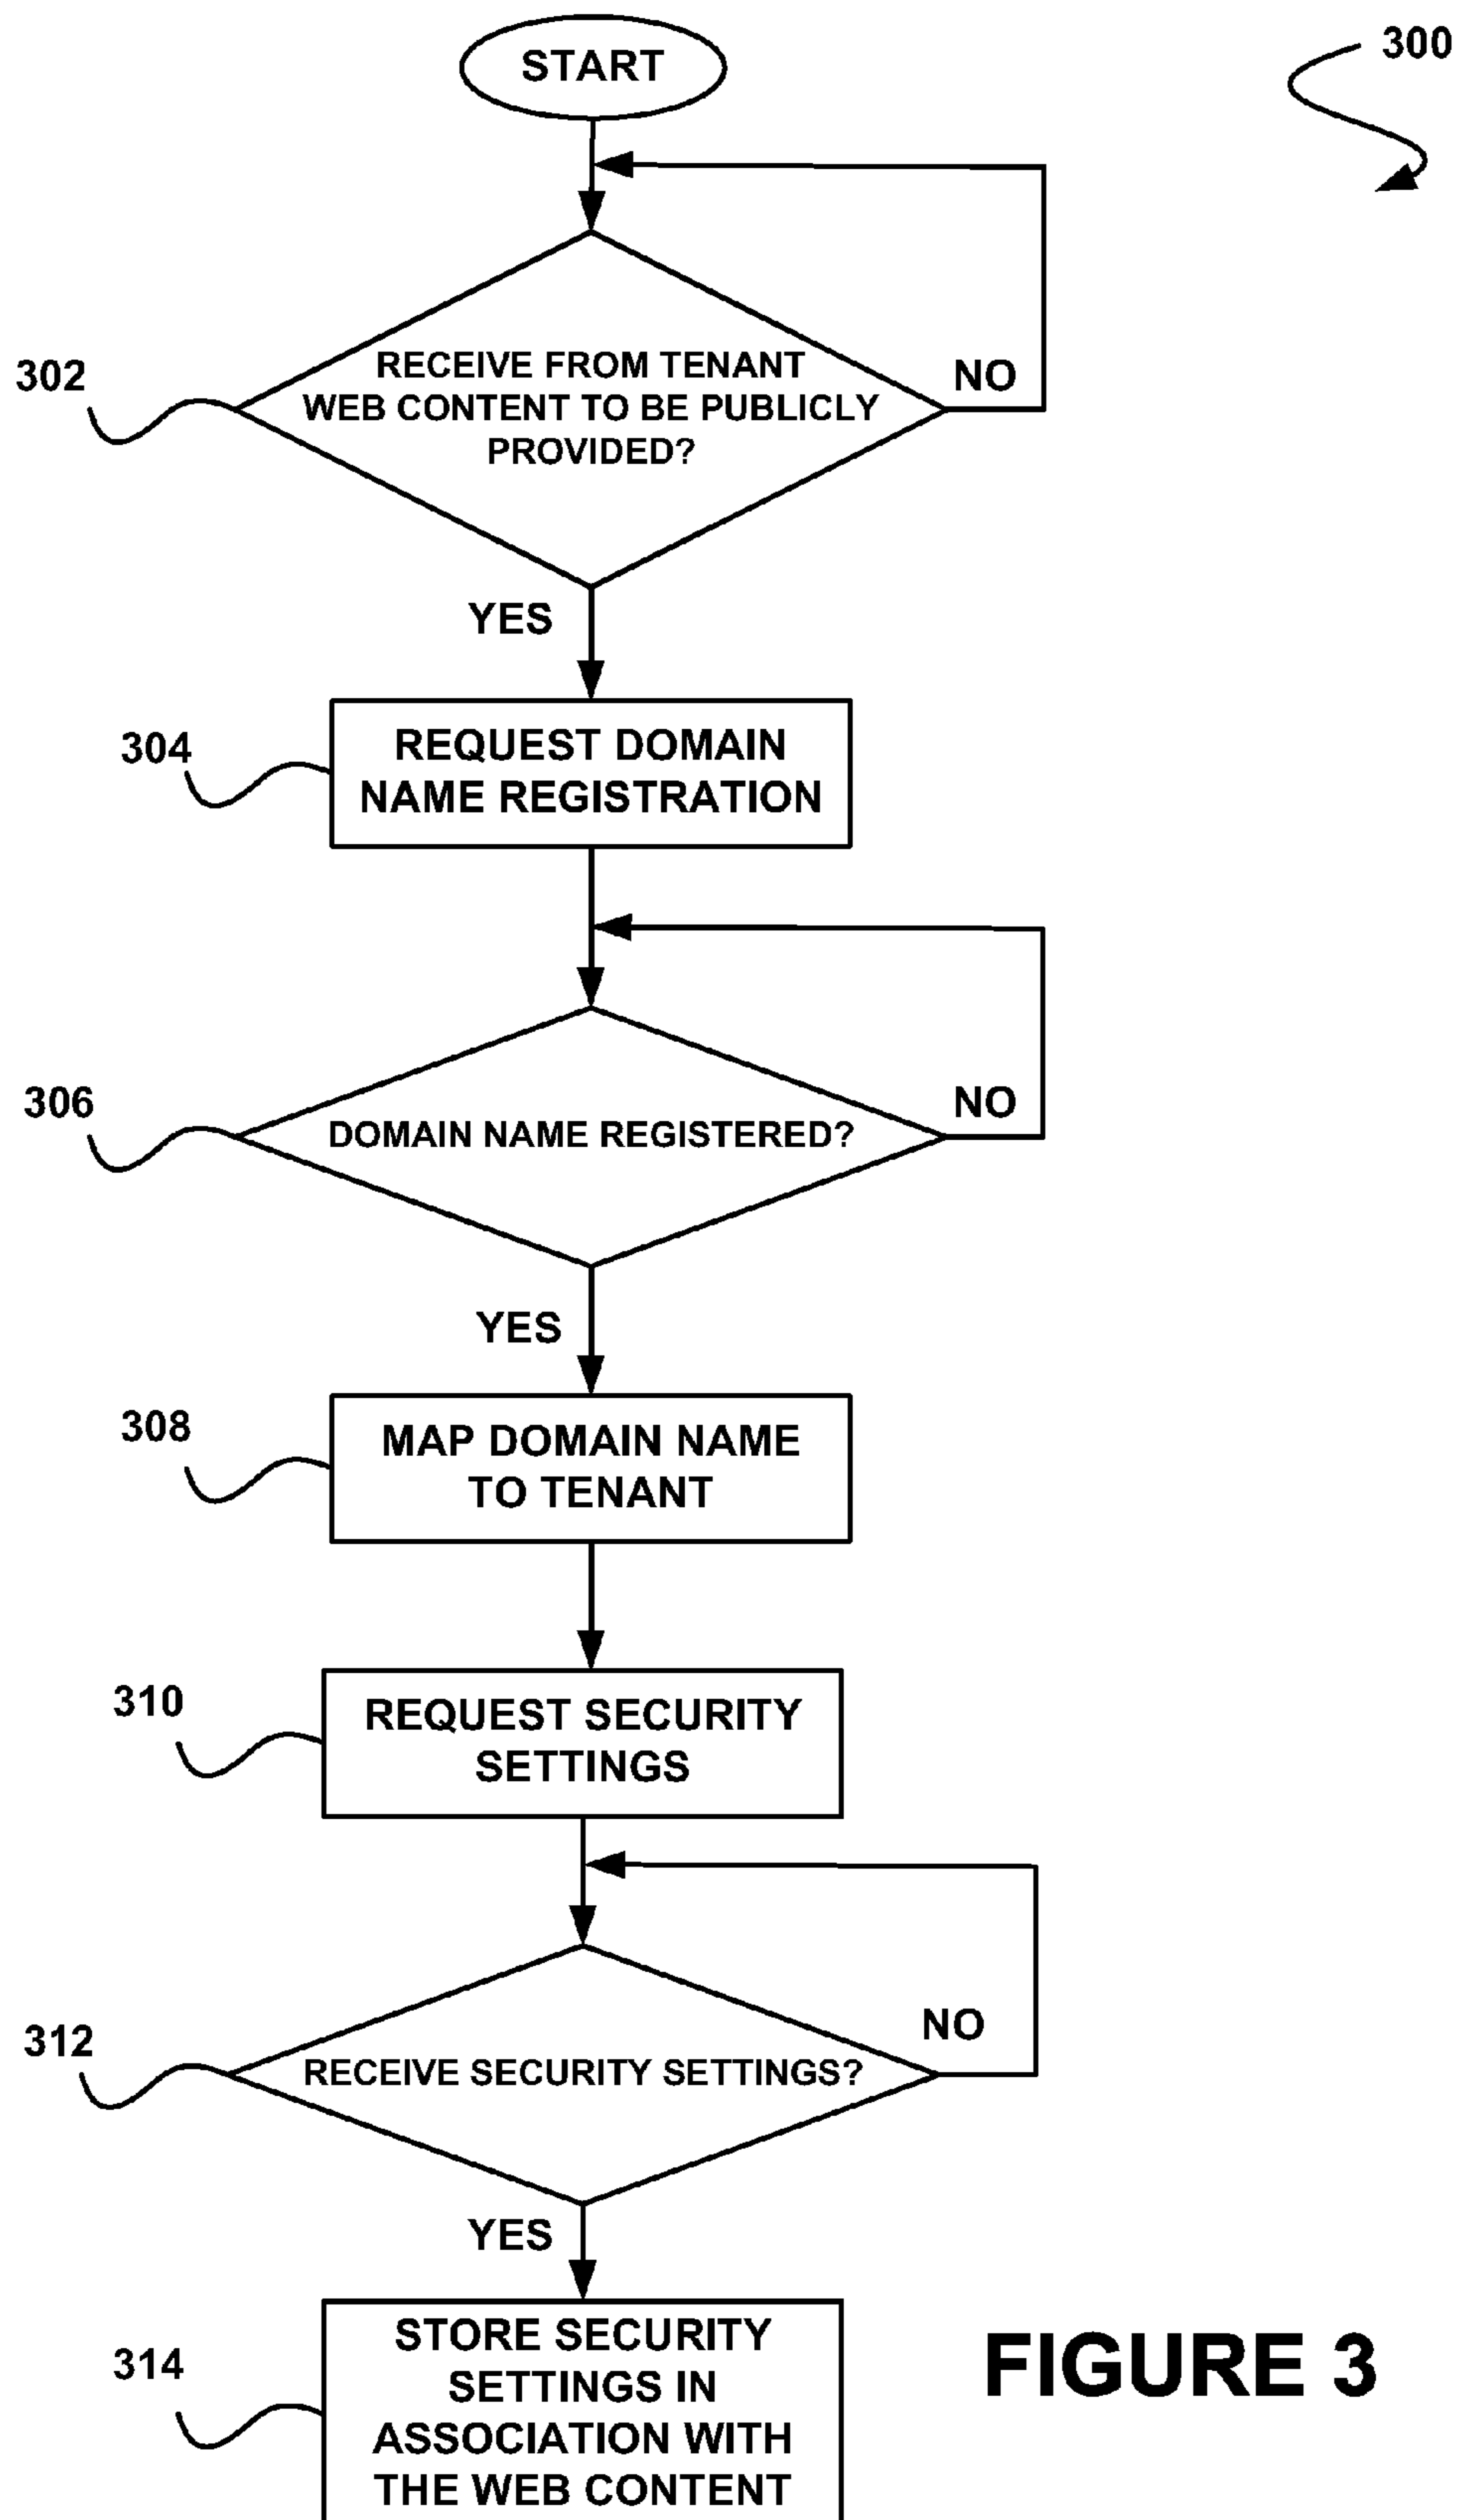 START
300
302
RECEIVE FROM TENANT
WEB CONTENT TO BE PUBLICLY
PROVIDED?
NO
YES
304
REQUEST DOMAIN
NAME REGISTRATION
306
DOMAIN NAME REGISTERED?
NO
YES
308
MAP DOMAIN NAME
TO TENANT
310
REQUEST SECURITY
SETTINGS
312
RECEIVE SECURITY SETTINGS?
NO
YES
314
STORE SECURITY
SETTINGS IN
ASSOCIATION WITH
THE WEB CONTENT
FIGURE 3